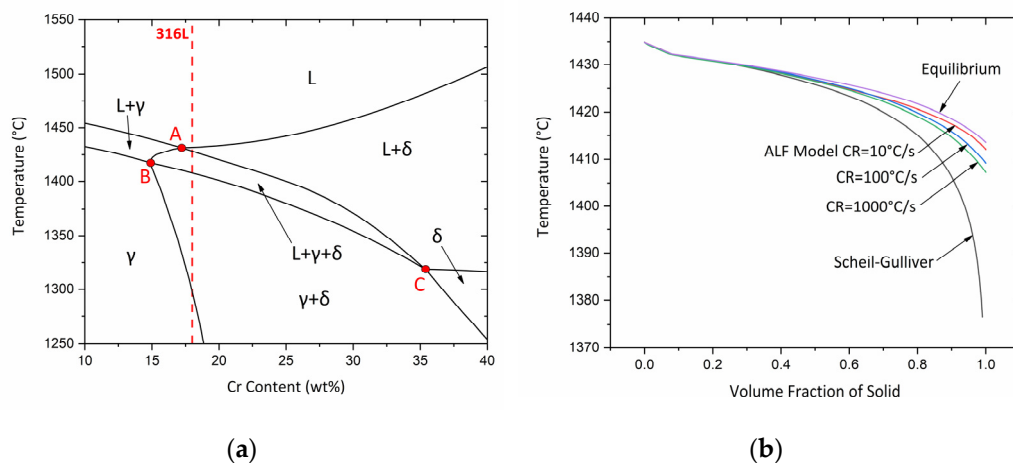 1550
1500
1450
1400
1350
1300
1250
Temperature (°C)
10
15
20
25
30
35
40
Cr Content (wt%)
316L
L
L+γ
A
B
L+δ
γ
L+γ+δ
δ
C
γ+δ
(a)
1440
1430
1420
1410
1400
1390
1380
1370
Temperature (°C)
0.0
0.2
0.4
0.6
0.8
1.0
Volume Fraction of Solid
Equilibrium
ALF Model CR=10°C/s
CR=100°C/s
CR=1000°C/s
Scheil-Gulliver
(b)